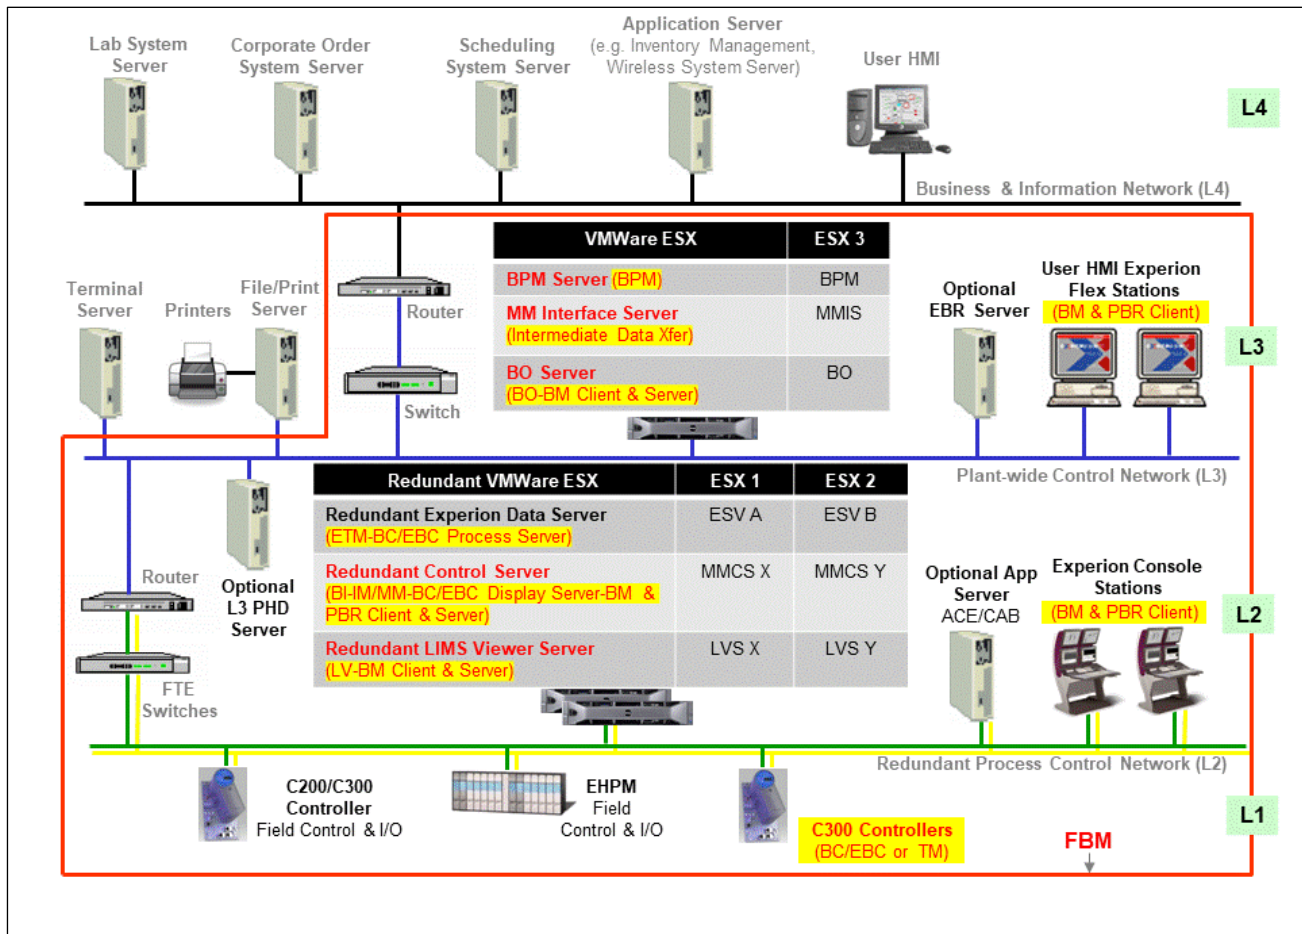 Lab System
Server
Corporate Order
System Server
Scheduling
System Server
Application Server
(e.g. Inventory Management,
Wireless System Server)
User HMI
L4
Business & Information Network (L4)
VMWare ESX ESX 3
BPM Server (BPM) BPM
MM Interface Server MMIS
(Intermediate Data Xfer)
BO Server BO
(BO-BM Client & Server)
Terminal
Server
Printers
File/Print
Server
Router
Switch
Optional
EBR Server
User HMI Experion
Flex Stations
(BM & PBR Client)
L3
Plant-wide Control Network (L3)
Redundant VMWare ESX ESX 1 ESX 2
Redundant Experion Data Server ESV A ESV B
(ETM-BC/EBC Process Server)
Redundant Control Server MMCS X MMCS Y
(BI-IM/MM-BC/EBC Display Server-BM &
PBR Client & Server)
Redundant LIMS Viewer Server LVS X LVS Y
(LV-BM Client & Server)
Router
FTE
Switches
Optional
L3 PHD
Server
Optional App
Server
ACE/CAB
Experion Console
Stations
(BM & PBR Client)
L2
Redundant Process Control Network (L2)
C200/C300
Controller
Field Control & I/O
EHPM
Field
Control & I/O
C300 Controllers
(BC/EBC or TM)
FBM
L1